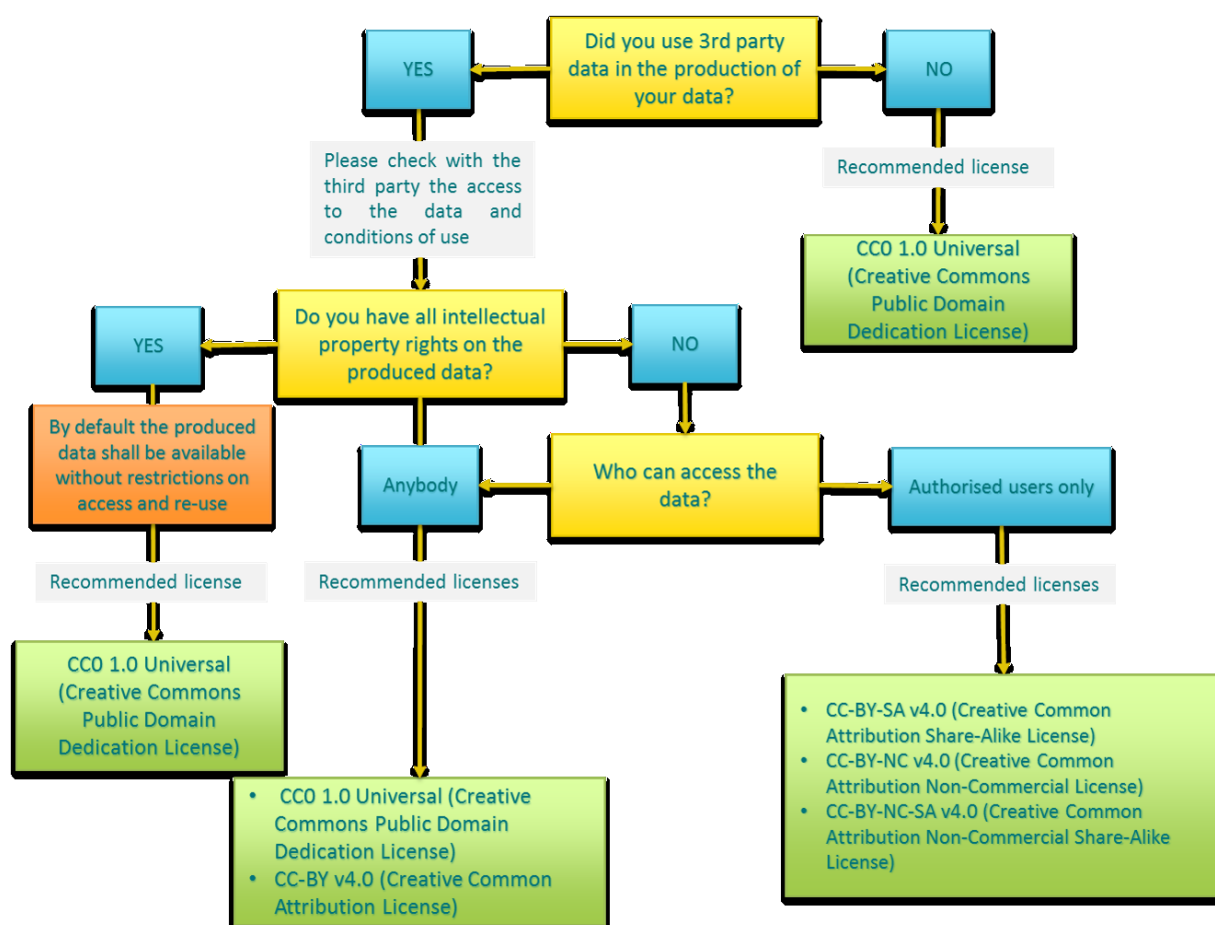 Did you use 3rd party
data in the production of
your data?
YES
NO
Please check with the
third party the access
to the data and
conditions of use
Recommended license
CC0 1.0 Universal
(Creative Commons
Public Domain
Dedication License)
Do you have all intellectual
property rights on the
produced data?
YES
NO
By default the produced
data shall be available
without restrictions on
access and re-use
Anybody
Who can access the
data?
Authorised users only
Recommended license
Recommended licenses
Recommended licenses
CC0 1.0 Universal
(Creative Commons
Public Domain
Dedication License)
• CC0 1.0 Universal (Creative
Commons Public Domain
Dedication License)
• CC-BY v4.0 (Creative Common
Attribution License)
• CC-BY-SA v4.0 (Creative Common
Attribution Share-Alike License)
• CC-BY-NC v4.0 (Creative Common
Attribution Non-Commercial License)
• CC-BY-NC-SA v4.0 (Creative Common
Attribution Non-Commercial Share-Alike
License)